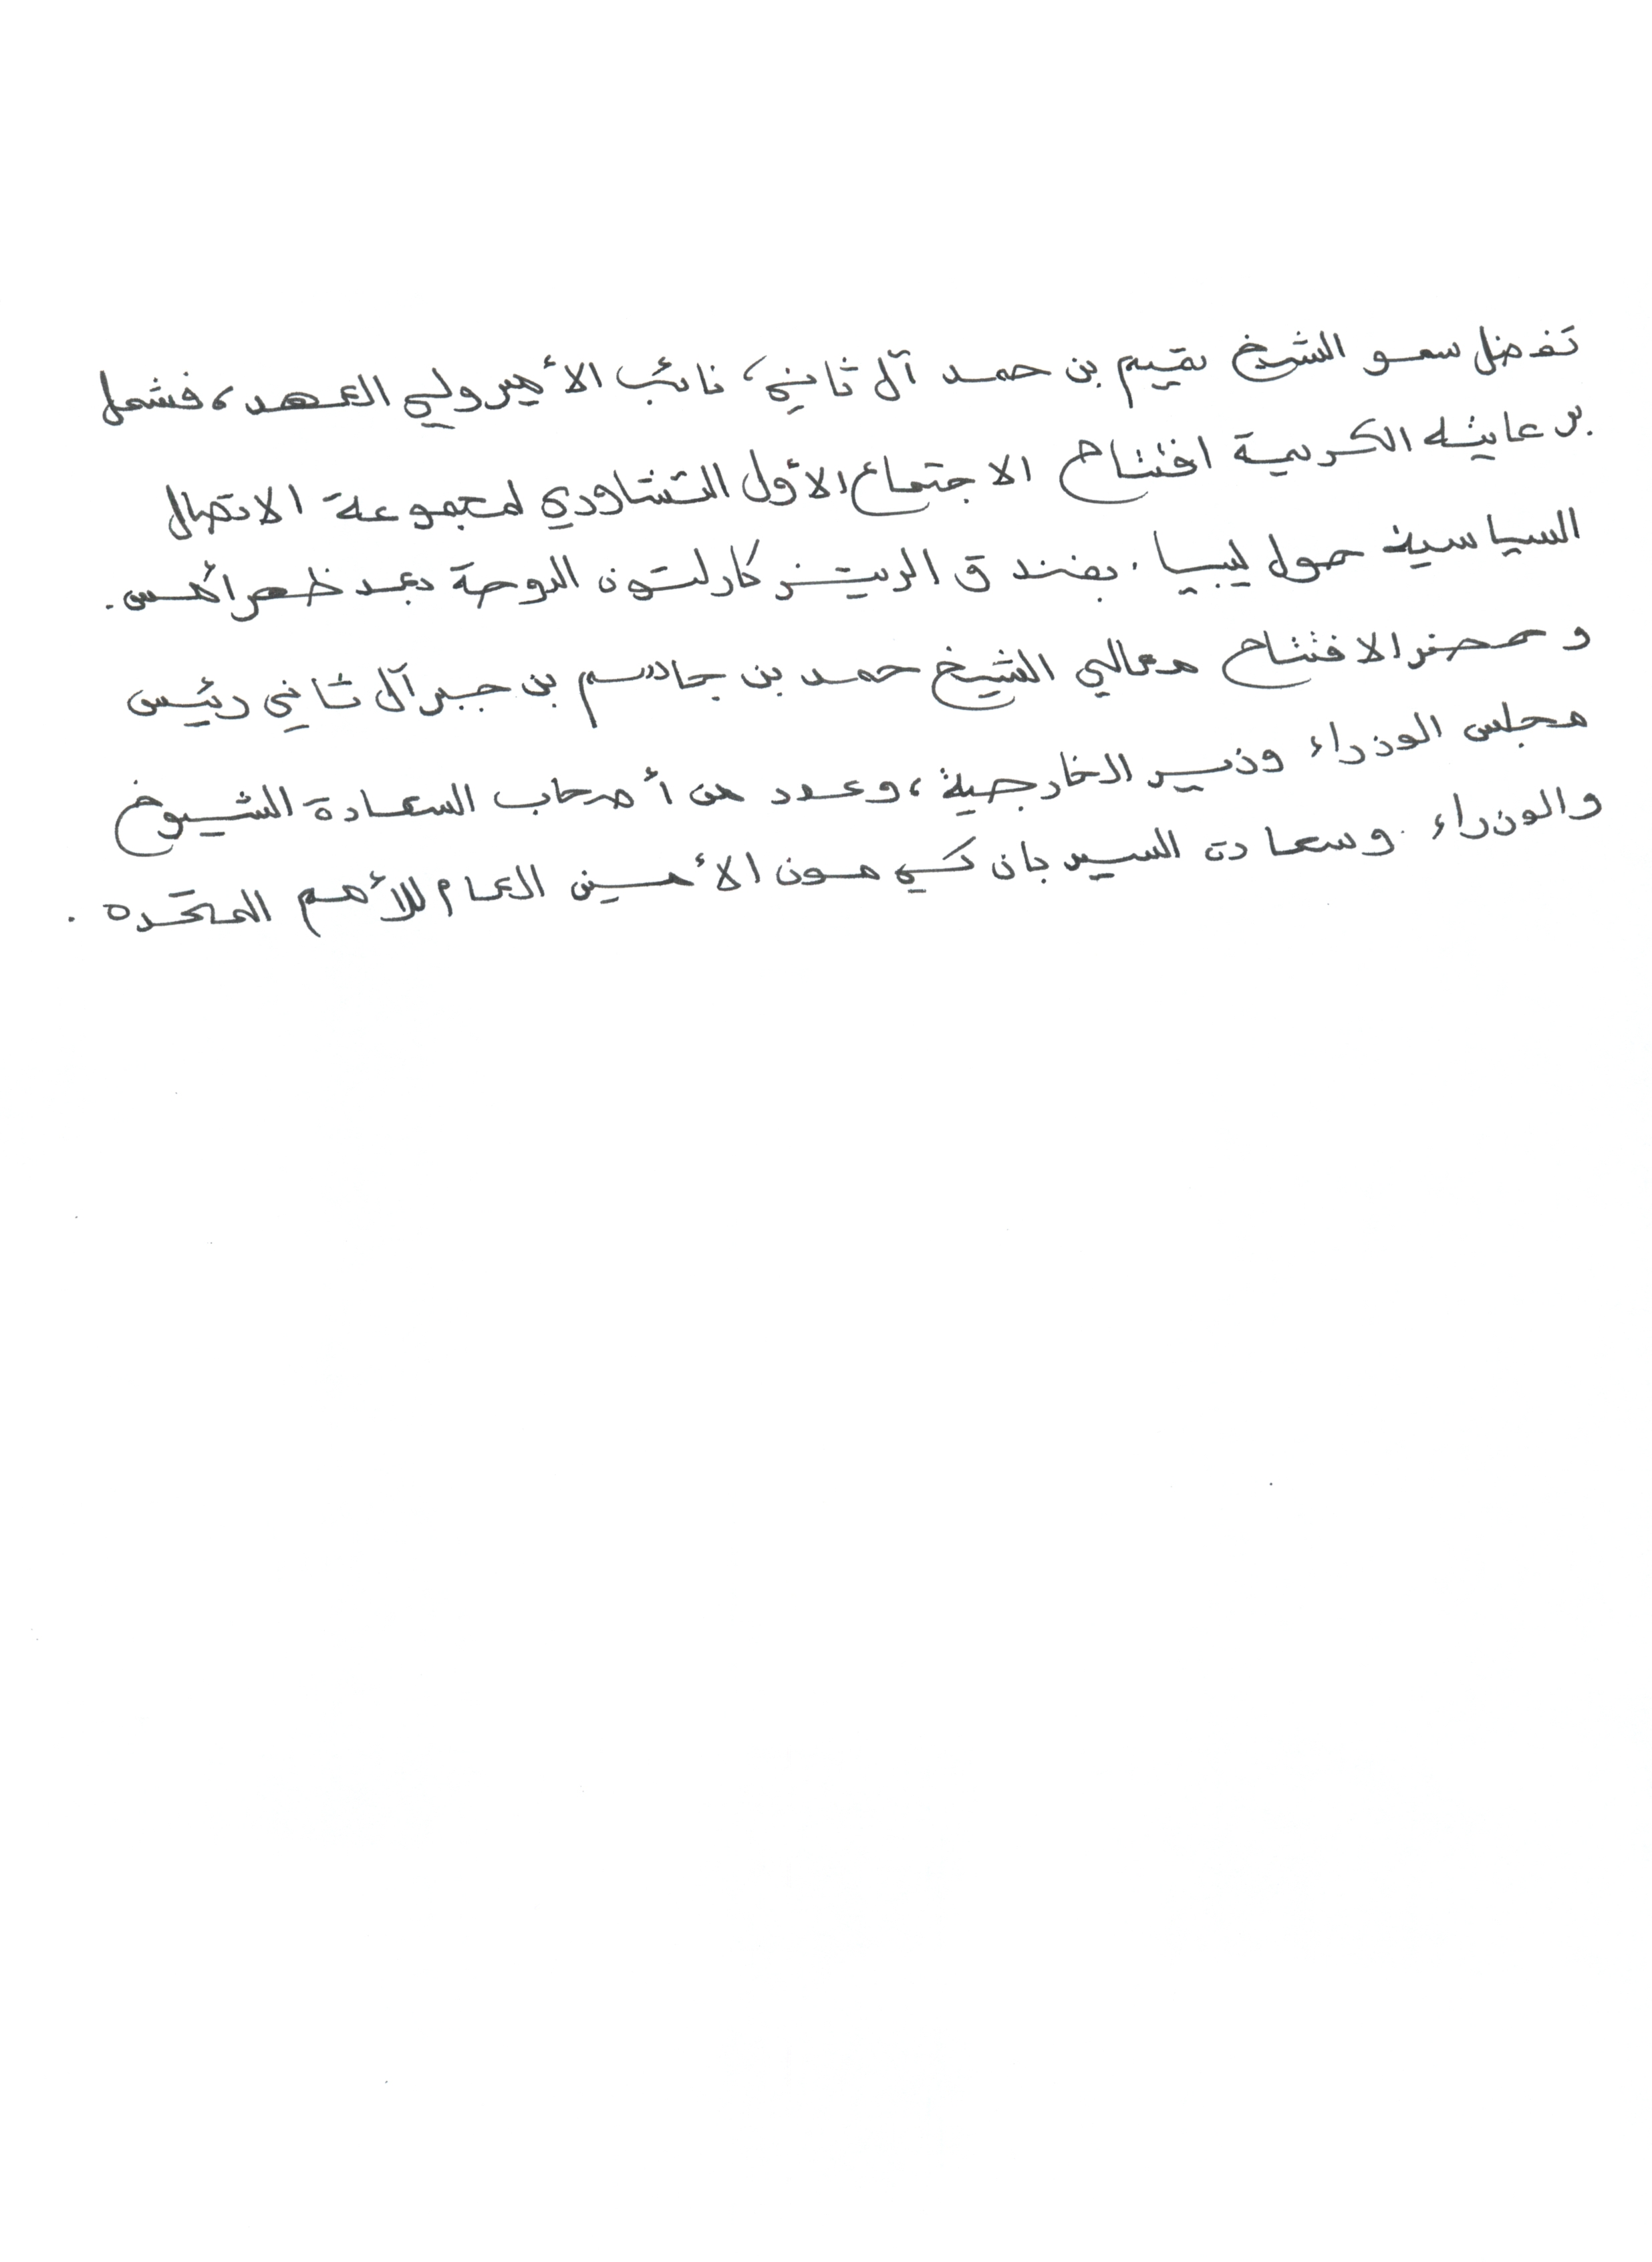 تفضل سمو الشيخ تميم بن حمد آل ثاني، نائب الأمير ولي العهد، فشمل
برعايته الكريمة افتتاح الاجتماع الأول التشاوري لمجموعة الاتصال
السياسية حول ليبيا. بفندق الريتز كارلتون الدوحة بعد ظهر أمس.
وحضر الافتتاح معالي الشيخ حمد بن جاسم بن جبر آل ثاني رئيس
مجلس الوزراء وزير الخارجية، وعدد من أصحاب السعادة الشيوخ
والوزراء. وسعادة السيد بان كي مون الأمين العام للأمم المتحده.